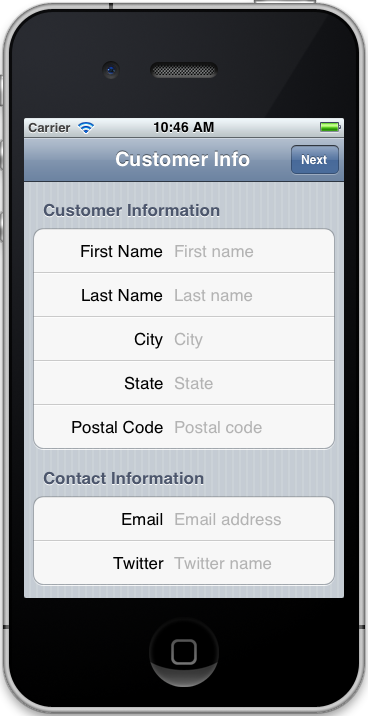 Carrier 10:46 AM
Customer Info Next
Customer Information
First Name First name
Last Name Last name
City City
State State
Postal Code Postal code
Contact Information
Email Email address
Twitter Twitter name